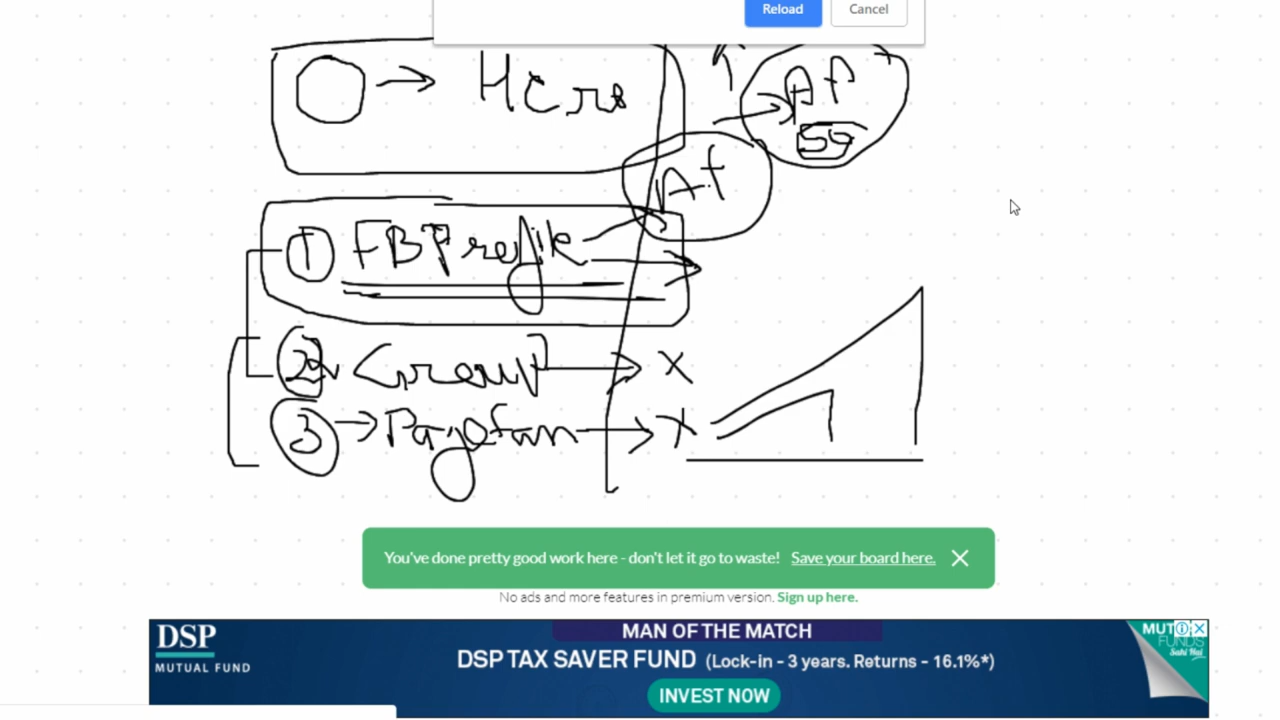 Reload Cancel
→ Hero
Af
59
Af
1 FB Profile
2 Group → X
3 → Page fan → X
You've done pretty good work here - don't let it go to waste! Save your board here.
No ads and more features in premium version. Sign up here.
DSP
MUTUAL FUND
MAN OF THE MATCH
DSP TAX SAVER FUND (Lock-in - 3 years. Returns - 16.1%*)
INVEST NOW
MUTUAL
FUNDS
Sahi Hai